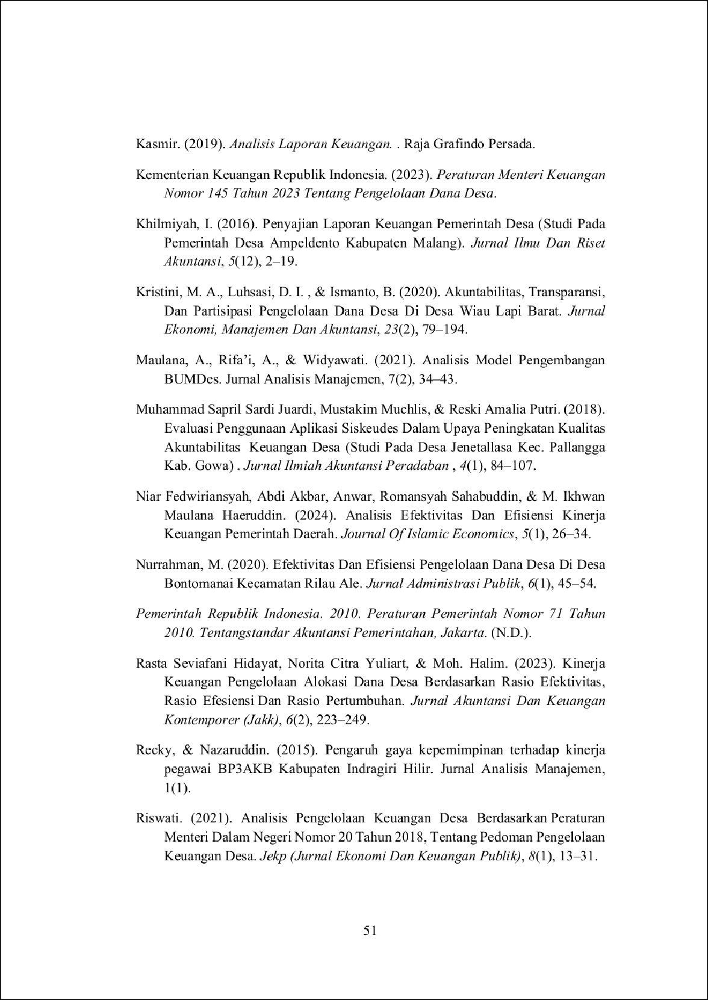 Kasmir. (2019). Analisis Laporan Keuangan. . Raja Grafindo Persada.
Kementerian Keuangan Republik Indonesia. (2023). Peraturan Menteri Keuangan
Nomor 145 Tahun 2023 Tentang Pengelolaan Dana Desa.
Khilmiyah, I. (2016). Penyajian Laporan Keuangan Pemerintah Desa (Studi Pada
Pemerintah Desa Ampeldento Kabupaten Malang). Jurnal Ilmu Dan Riset
Akuntansi, 5(12), 2–19.
Kristini, M. A., Luhsasi, D. I. , & Ismanto, B. (2020). Akuntabilitas, Transparansi,
Dan Partisipasi Pengelolaan Dana Desa Di Desa Wiau Lapi Barat. Jurnal
Ekonomi, Manajemen Dan Akuntansi, 23(2), 79–194.
Maulana, A., Rifa’i, A., & Widyawati. (2021). Analisis Model Pengembangan
BUMDes. Jurnal Analisis Manajemen, 7(2), 34–43.
Muhammad Sapril Sardi Juardi, Mustakim Muchlis, & Reski Amalia Putri. (2018).
Evaluasi Penggunaan Aplikasi Siskeudes Dalam Upaya Peningkatan Kualitas
Akuntabilitas Keuangan Desa (Studi Pada Desa Jenetallasa Kec. Pallangga
Kab. Gowa) . Jurnal Ilmiah Akuntansi Peradaban , 4(1), 84–107.
Niar Fedwiriansyah, Abdi Akbar, Anwar, Romansyah Sahabuddin, & M. Ikhwan
Maulana Haeruddin. (2024). Analisis Efektivitas Dan Efisiensi Kinerja
Keuangan Pemerintah Daerah. Journal Of Islamic Economics, 5(1), 26–34.
Nurrahman, M. (2020). Efektivitas Dan Efisiensi Pengelolaan Dana Desa Di Desa
Bontomanai Kecamatan Rilau Ale. Jurnal Administrasi Publik, 6(1), 45–54.
Pemerintah Republik Indonesia. 2010. Peraturan Pemerintah Nomor 71 Tahun
2010. Tentangstandar Akuntansi Pemerintahan, Jakarta. (N.D.).
Rasta Seviafani Hidayat, Norita Citra Yuliart, & Moh. Halim. (2023). Kinerja
Keuangan Pengelolaan Alokasi Dana Desa Berdasarkan Rasio Efektivitas,
Rasio Efesiensi Dan Rasio Pertumbuhan. Jurnal Akuntansi Dan Keuangan
Kontemporer (Jakk), 6(2), 223–249.
Recky, & Nazaruddin. (2015). Pengaruh gaya kepemimpinan terhadap kinerja
pegawai BP3AKB Kabupaten Indragiri Hilir. Jurnal Analisis Manajemen,
1(1).
Riswati. (2021). Analisis Pengelolaan Keuangan Desa Berdasarkan Peraturan
Menteri Dalam Negeri Nomor 20 Tahun 2018, Tentang Pedoman Pengelolaan
Keuangan Desa. Jekp (Jurnal Ekonomi Dan Keuangan Publik), 8(1), 13–31.
51